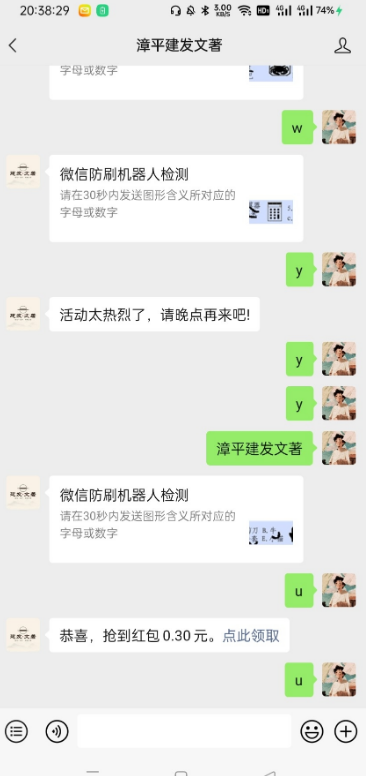 20:38:29
3.00 KB/S
HD
4G
4G
74%
漳平建发文著
字母或数字
w
微信防刷机器人检测
请在30秒内发送图形含义所对应的
字母或数字
y
活动太热烈了，请晚点再来吧!
y
y
漳平建发文著
微信防刷机器人检测
请在30秒内发送图形含义所对应的
字母或数字
u
恭喜，抢到红包0.30元。点此领取
u